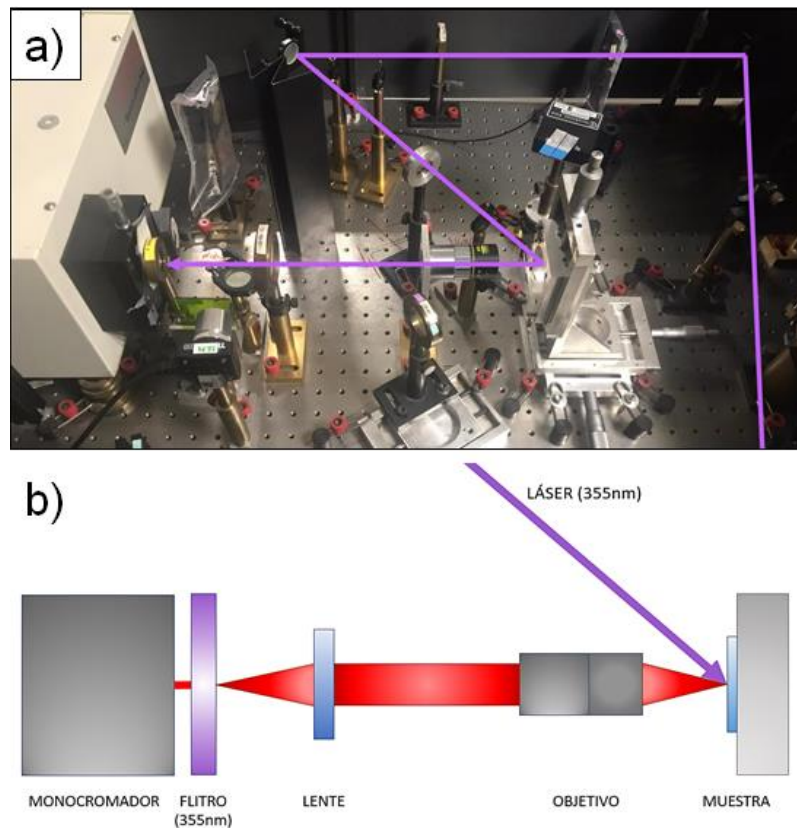 a)
b)
LÁSER (355nm)
MONOCROMADOR
FLITRO
(355nm)
LENTE
OBJETIVO
MUESTRA